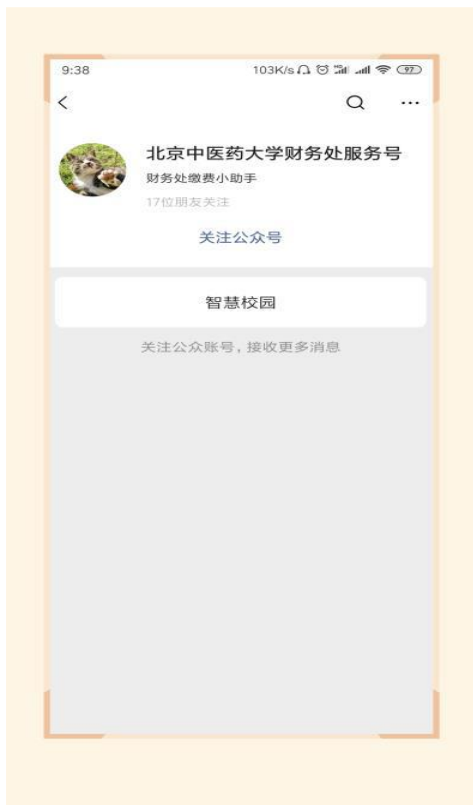 9:38 103K/s 97
北京中医药大学财务处服务号
财务处缴费小助手
17位朋友关注
关注公众号
智慧校园
关注公众账号，接收更多消息